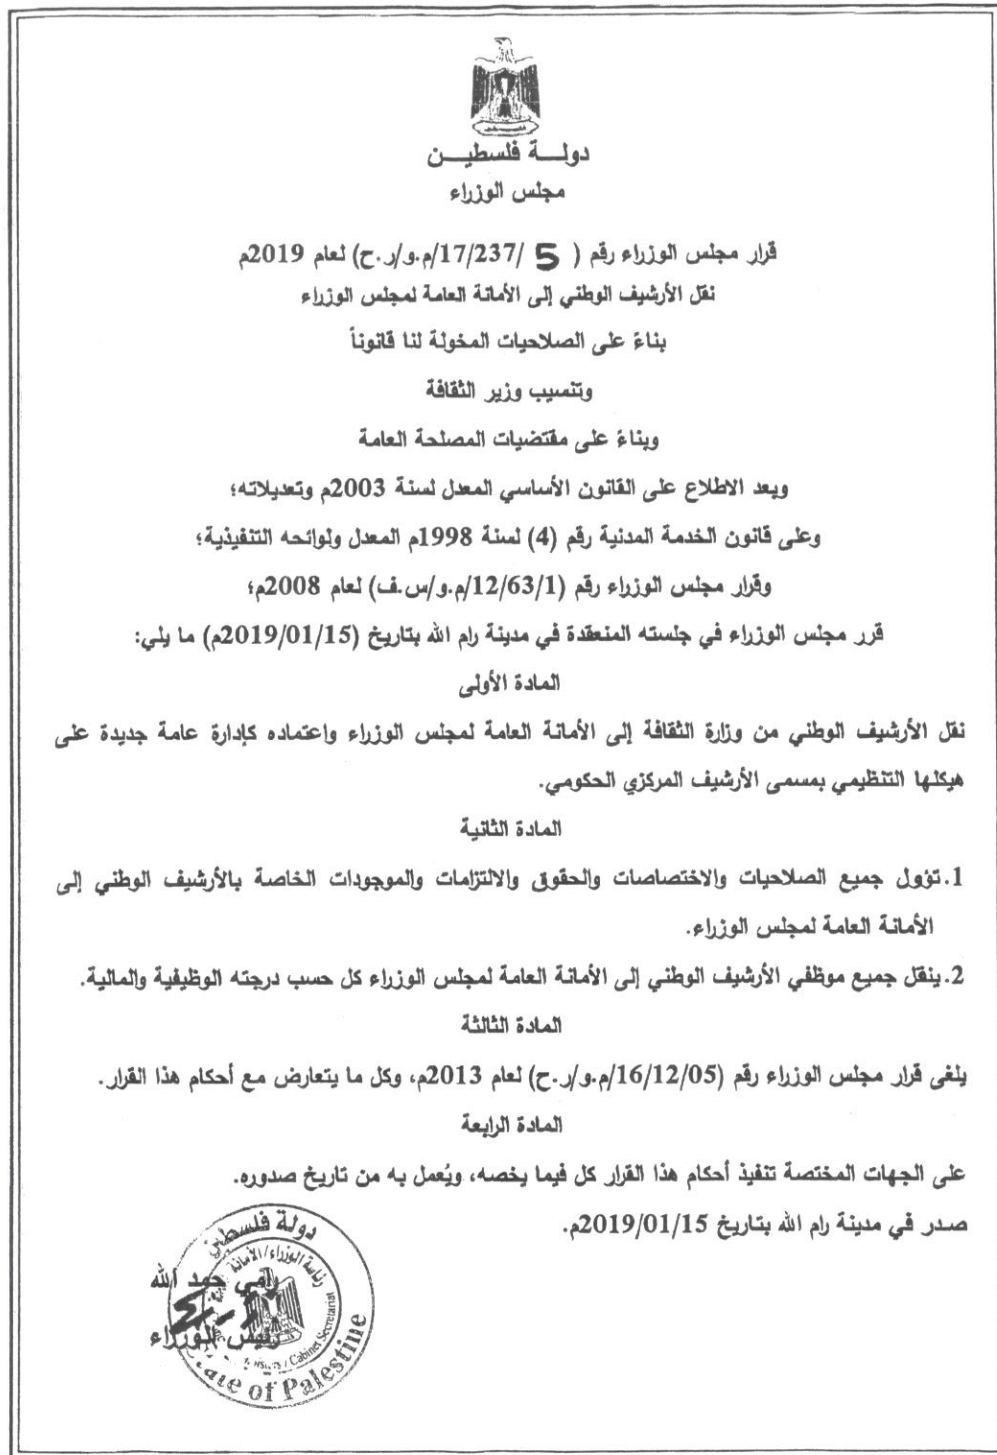 دولـــة فلسطيـــن
مجلس الوزراء
قرار مجلس الوزراء رقم ( 5 /17/237/م.و/ر.ح) لعام 2019م
نقل الأرشيف الوطني إلى الأمانة العامة لمجلس الوزراء
بناءً على الصلاحيات المخولة لنا قانوناً
وتنسيب وزير الثقافة
وبناءً على مقتضيات المصلحة العامة
وبعد الاطلاع على القانون الأساسي المعدل لسنة 2003م وتعديلاته؛
وعلى قانون الخدمة المدنية رقم (4) لسنة 1998م المعدل ولوائحه التنفيذية؛
وقرار مجلس الوزراء رقم (12/63/1/م.و/س.ف) لعام 2008م؛
قرر مجلس الوزراء في جلسته المنعقدة في مدينة رام الله بتاريخ (2019/01/15م) ما يلي:
المادة الأولى
نقل الأرشيف الوطني من وزارة الثقافة إلى الأمانة العامة لمجلس الوزراء واعتماده كإدارة عامة جديدة على
هيكلها التنظيمي بمسمى الأرشيف المركزي الحكومي.
المادة الثانية
1. تؤول جميع الصلاحيات والاختصاصات والحقوق والالتزامات والموجودات الخاصة بالأرشيف الوطني إلى
الأمانة العامة لمجلس الوزراء.
2. ينقل جميع موظفي الأرشيف الوطني إلى الأمانة العامة لمجلس الوزراء كل حسب درجته الوظيفية والمالية.
المادة الثالثة
يلغى قرار مجلس الوزراء رقم (16/12/05/م.و/ر.ح) لعام 2013م، وكل ما يتعارض مع أحكام هذا القرار.
المادة الرابعة
على الجهات المختصة تنفيذ أحكام هذا القرار كل فيما يخصه، ويُعمل به من تاريخ صدوره.
صدر في مدينة رام الله بتاريخ 2019/01/15م.
دولة فلسطين
رئاسة الوزراء/الأمانة
رامي حمد الله
رئيس الوزراء
Cabinet Secretariat
State of Palestine